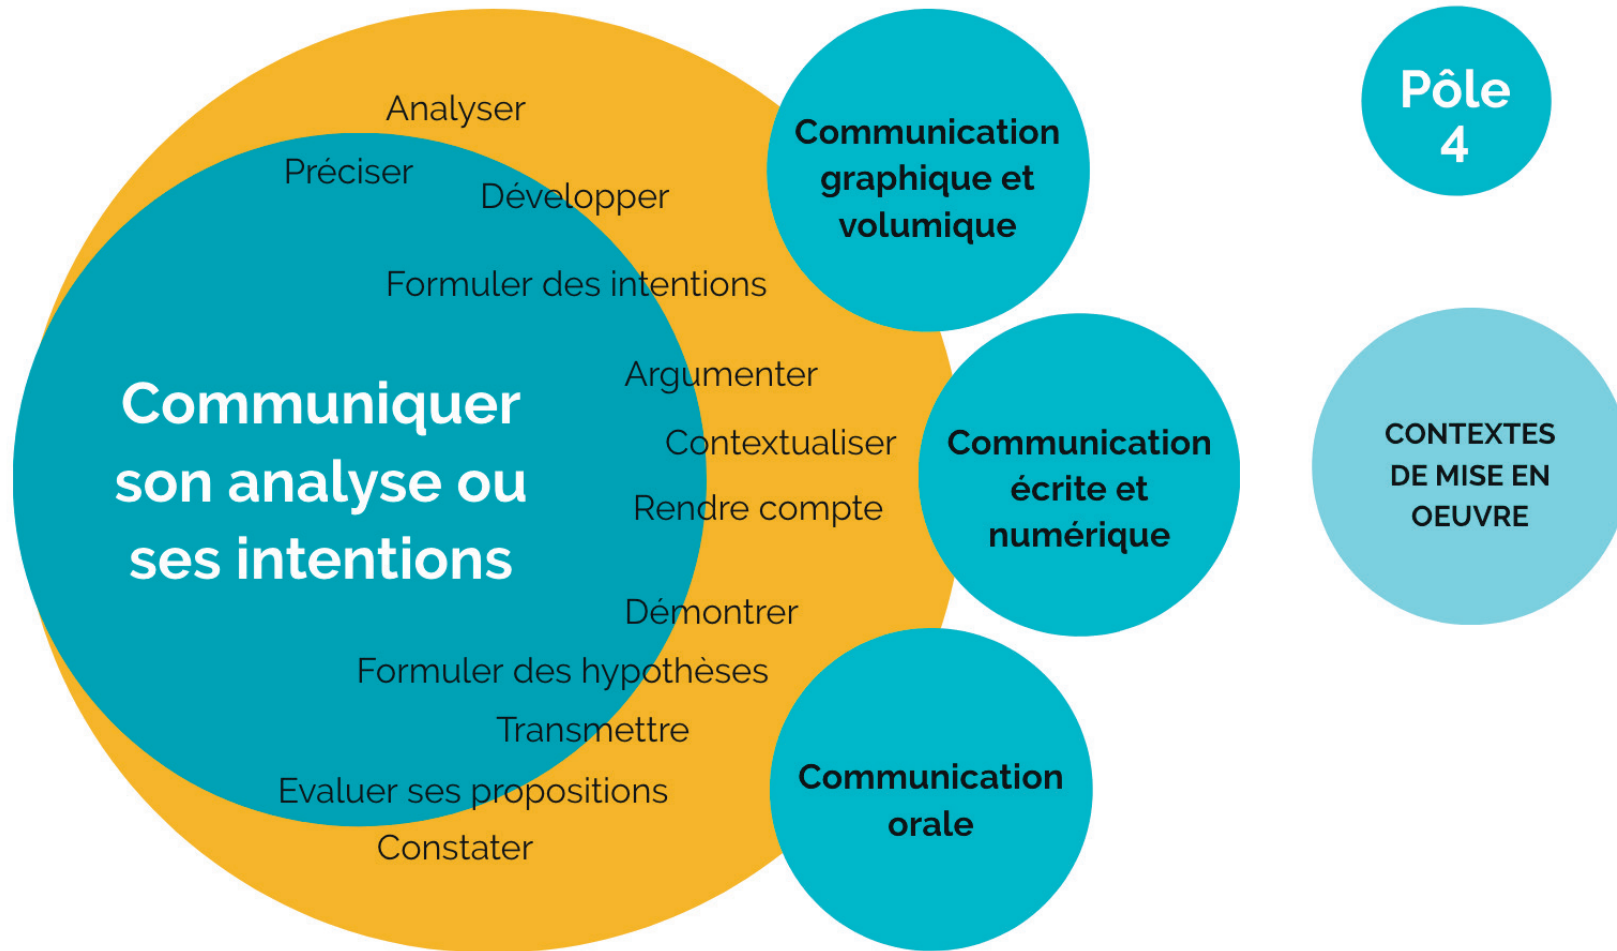 Analyser
Préciser
Développer
Formuler des intentions
Argumenter
Contextualiser
Rendre compte
Démontrer
Formuler des hypothèses
Transmettre
Evaluer ses propositions
Constater
Communiquer
son analyse ou
ses intentions
Communication
graphique et
volumique
Communication
écrite et
numérique
Communication
orale
Pôle
4
CONTEXTES
DE MISE EN
OEUVRE